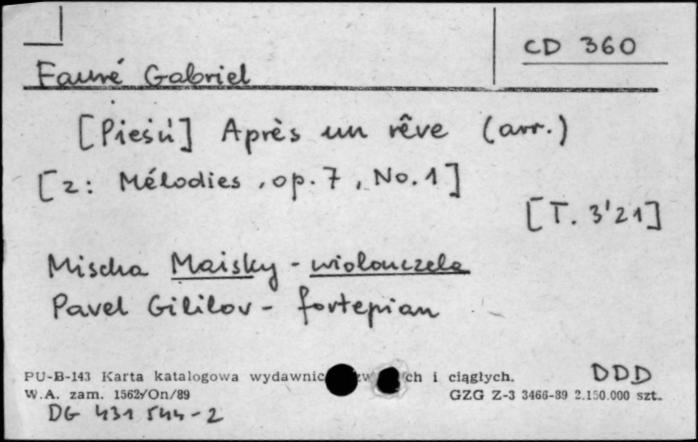 CD 360
Fauré Gabriel
[Pieśń] Après un rêve (arr.)
[z: Mélodies, op. 7, No. 1]
[T. 3'21]
Mischa Maisky - wiolonczela
Pavel Gililov - fortepian
PU-B-143 Karta katalogowa i ciągłych.
DDD
W.A. zam. 1562/On/89 GZG Z-3 3466-89 2.150.000 szt.
DG 431 544-2